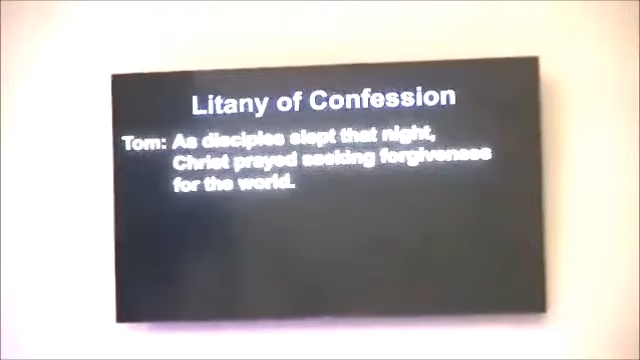 Litany of Confession
Tom: As disciples slept that night,
Christ prayed seeking forgiveness
for the world.